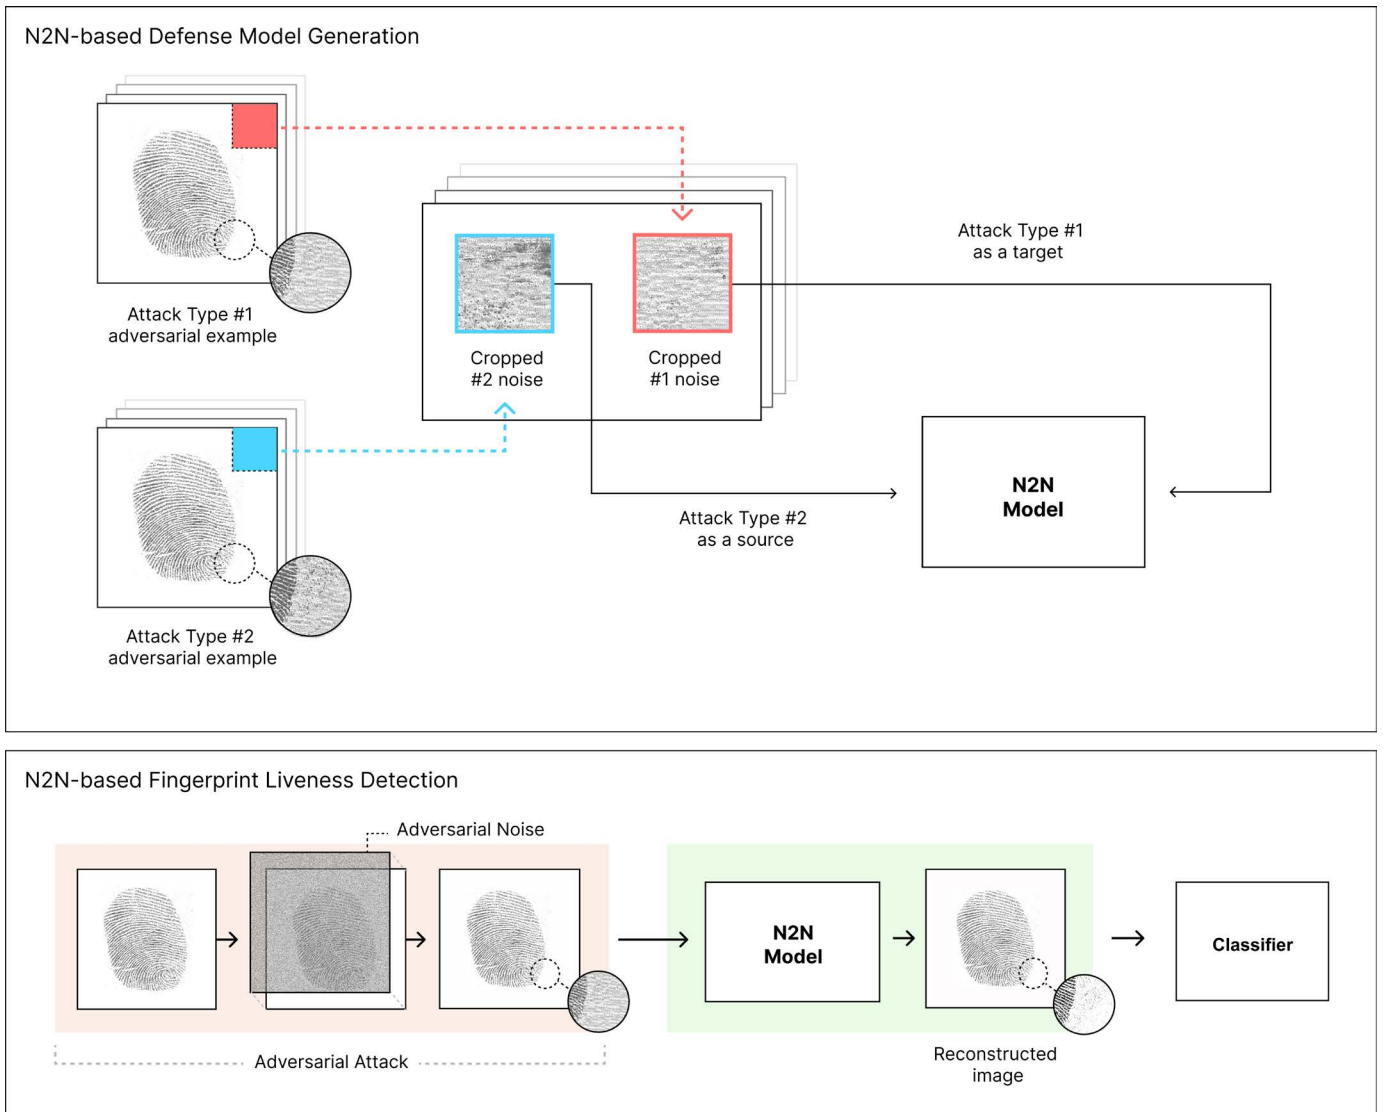 N2N-based Defense Model Generation
Attack Type #1
adversarial example
Cropped
#2 noise
Cropped
#1 noise
Attack Type #1
as a target
Attack Type #2
as a source
N2N
Model
Attack Type #2
adversarial example
N2N-based Fingerprint Liveness Detection
Adversarial Noise
N2N
Model
Classifier
Adversarial Attack
Reconstructed
image